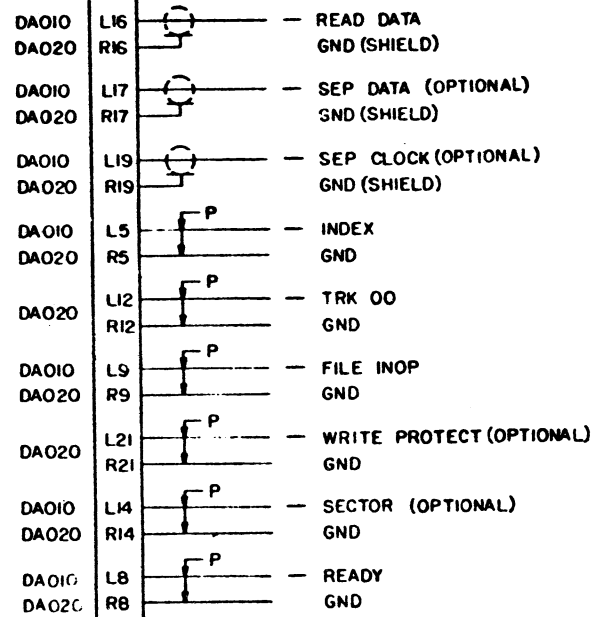 DA010 L16 — READ DATA
DA020 R16 GND (SHIELD)
DA010 L17 — SEP DATA (OPTIONAL)
DA020 R17 GND (SHIELD)
DA010 L19 — SEP CLOCK (OPTIONAL)
DA020 R19 GND (SHIELD)
P
DA010 L5 — INDEX
DA020 R5 GND
P
L12 — TRK 00
DA020
R12 GND
P
DA010 L9 — FILE INOP
DA020 R9 GND
P
L21 — WRITE PROTECT (OPTIONAL)
DA020
R21 GND
P
DA010 L14 — SECTOR (OPTIONAL)
DA020 R14 GND
P
DA010 L8 — READY
DA020 R8 GND